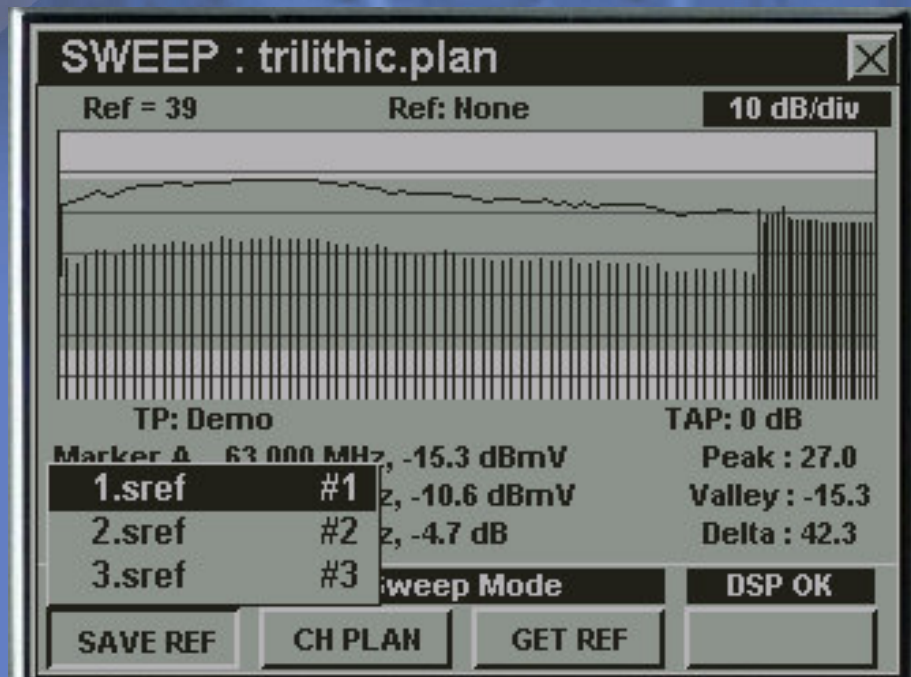 SWEEP : trilithic.plan
Ref = 39 Ref: None 10 dB/div
TP: Demo TAP: 0 dB
Marker A 63.000 MHz, -15.3 dBmV Peak : 27.0
1.sref #1 z, -10.6 dBmV Valley : -15.3
2.sref #2 z, -4.7 dB Delta : 42.3
3.sref #3 Sweep Mode DSP OK
SAVE REF CH PLAN GET REF